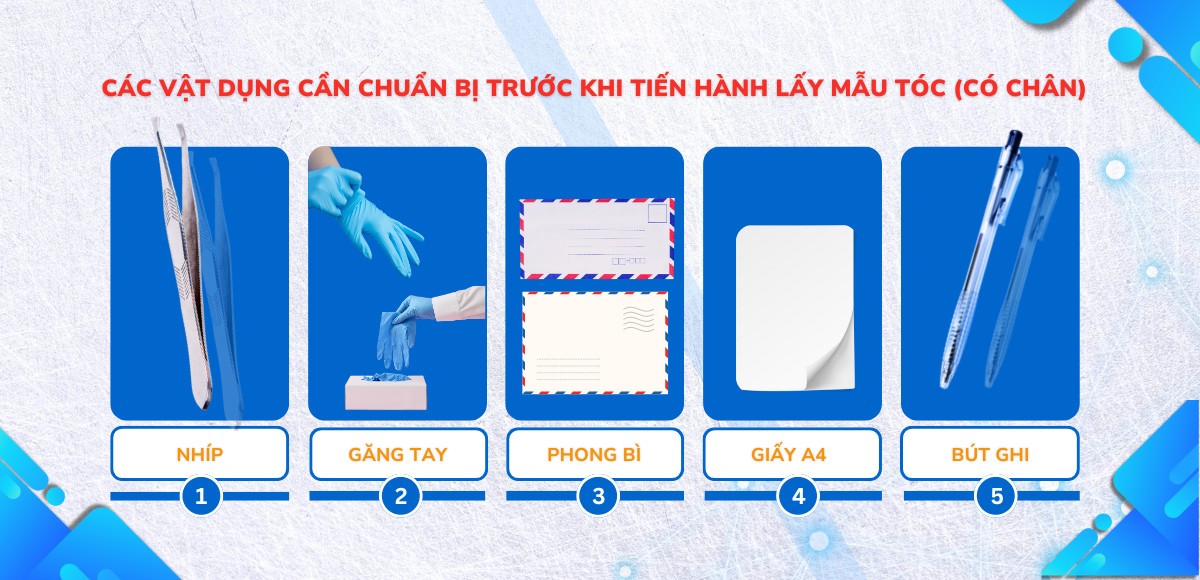 CÁC VẬT DỤNG CẦN CHUẨN BỊ TRƯỚC KHI TIẾN HÀNH LẤY MẪU TÓC (CÓ CHÂN)
NHÍP
GĂNG TAY
PHONG BÌ
GIẤY A4
BÚT GHI
1
2
3
4
5